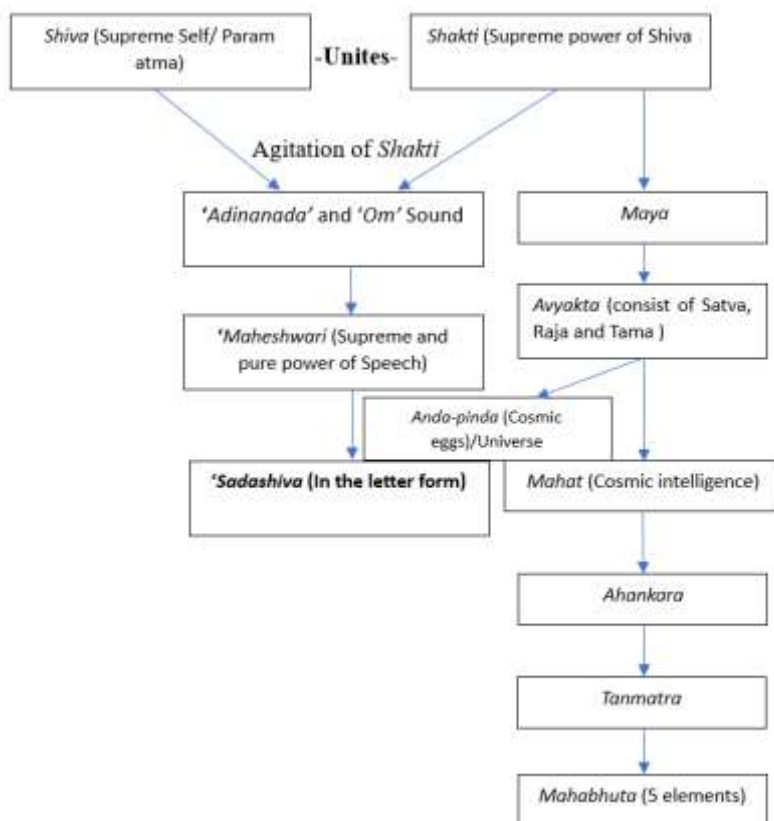 Shiva (Supreme Self/ Param
atma)
-Unites-
Shakti (Supreme power of Shiva
Agitation of Shakti
‘Adinanada’ and ‘Om’ Sound
Maya
‘Maheshwari (Supreme and
pure power of Speech)
Avyakta (consist of Satva,
Raja and Tama )
Anda-pinda (Cosmic
eggs)/Universe
‘Sadashiva (In the letter form)
Mahat (Cosmic intelligence)
Ahankara
Tanmatra
Mahabhuta (5 elements)